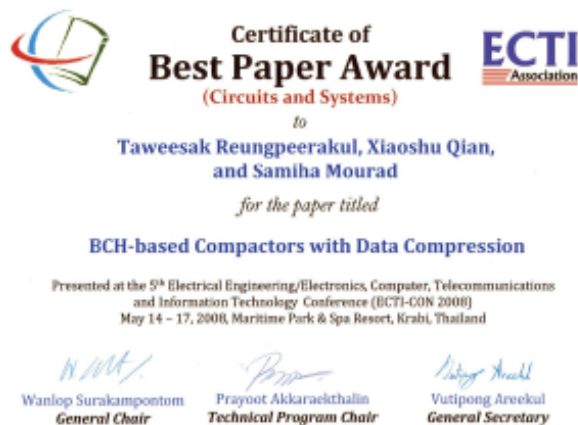 Certificate of
Best Paper Award
ECTI
Association
(Circuits and Systems)
to
Taweesak Reungpeerakul, Xiaoshu Qian,
and Samiha Mourad
for the paper titled
BCH-based Compactors with Data Compression
Presented at the 5th Electrical Engineering/Electronics, Computer, Telecommunications
and Information Technology Conference (ECTI-CON 2008)
May 14 – 17, 2008, Maritime Park & Spa Resort, Krabi, Thailand
Wanlop Surakampontom Prayoot Akkaraekthalin Vutipong Areekul
General Chair Technical Program Chair General Secretary